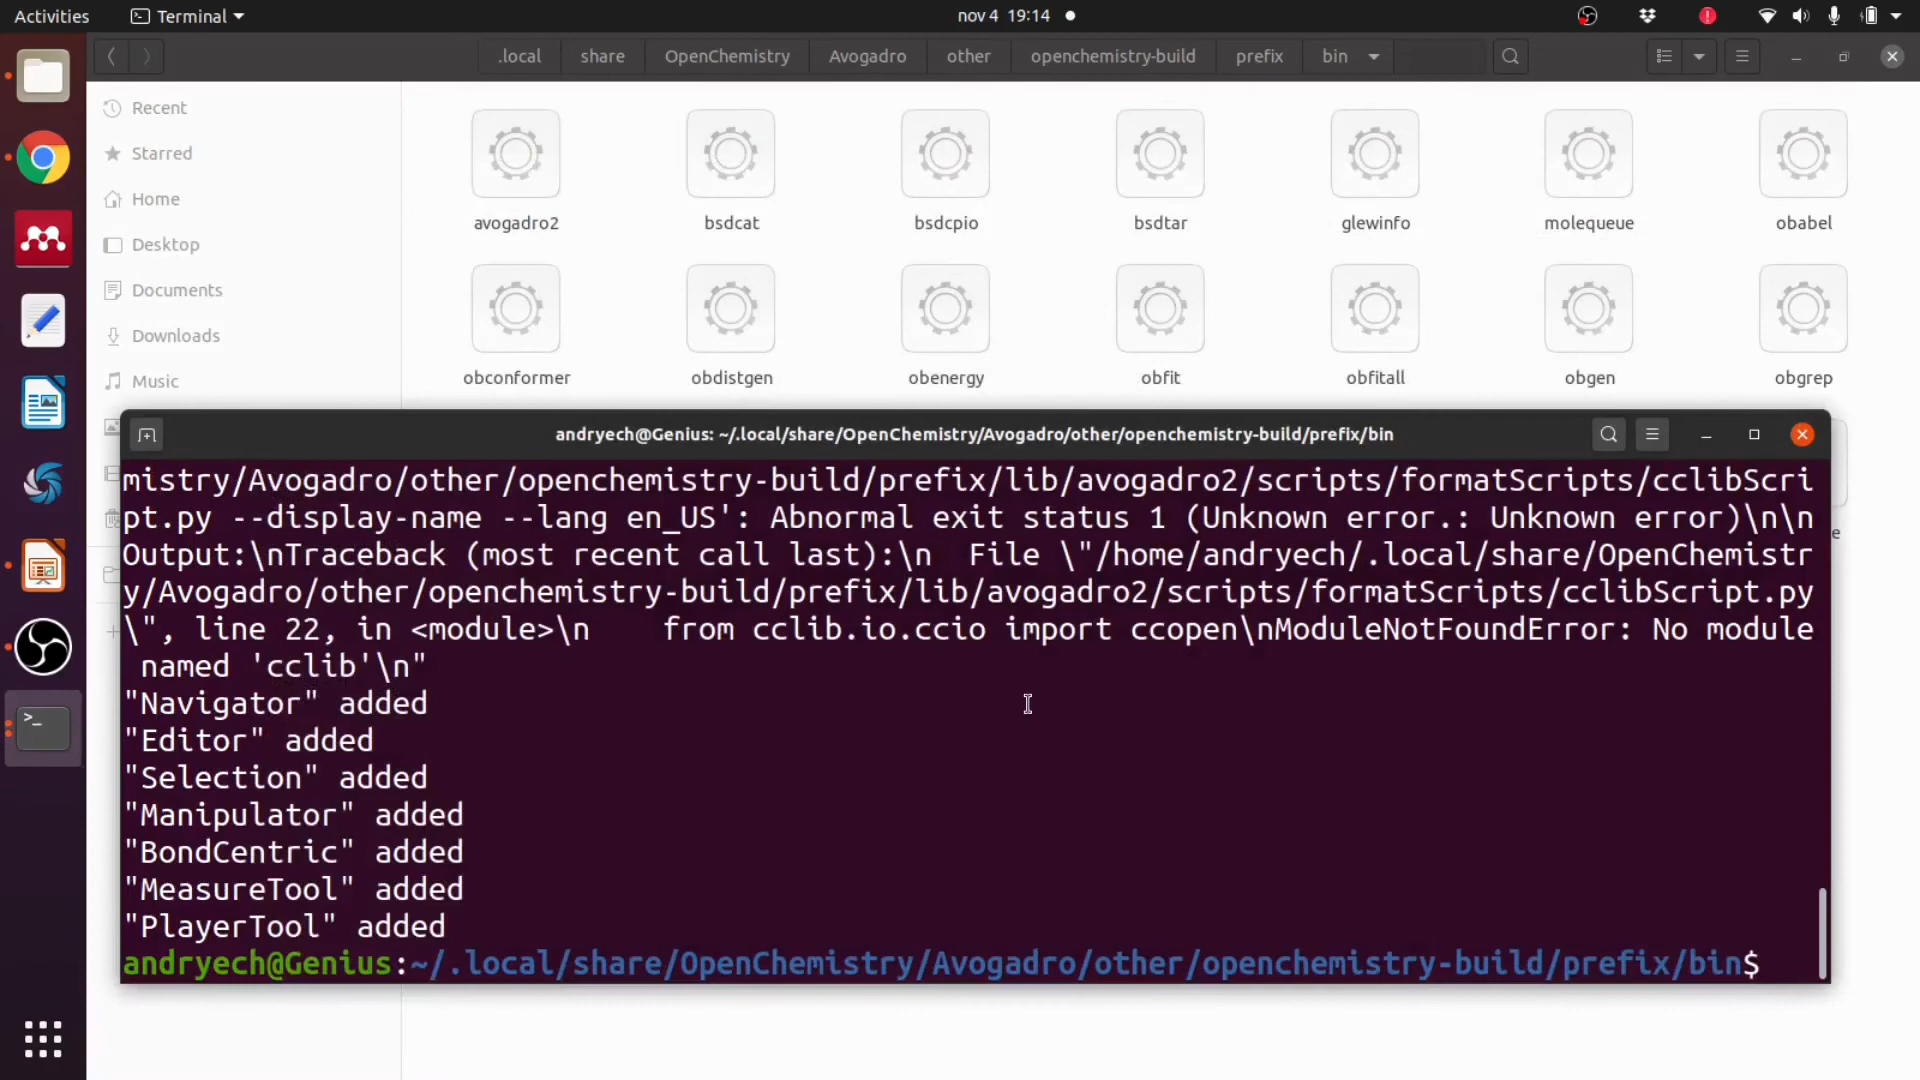 Activities
Terminal
nov 4 19:14
.local
share
OpenChemistry
Avogadro
other
openchemistry-build
prefix
bin
Recent
Starred
Home
Desktop
Documents
Downloads
Music
avogadro2
bsdcat
bsdcpio
bsdtar
glewinfo
molequeue
obabel
obconformer
obdistgen
obenergy
obfit
obfitall
obgen
obgrep
andryech@Genius: ~/.local/share/OpenChemistry/Avogadro/other/openchemistry-build/prefix/bin
mistry/Avogadro/other/openchemistry-build/prefix/lib/avogadro2/scripts/formatScripts/cclibScri
pt.py --display-name --lang en_US': Abnormal exit status 1 (Unknown error.: Unknown error)\n\n
Output:\nTraceback (most recent call last):\n  File \"/home/andryech/.local/share/OpenChemistr
y/Avogadro/other/openchemistry-build/prefix/lib/avogadro2/scripts/formatScripts/cclibScript.py
\", line 22, in <module>\n    from cclib.io.ccio import ccopen\nModuleNotFoundError: No module
 named 'cclib'\n"
"Navigator" added
"Editor" added
"Selection" added
"Manipulator" added
"BondCentric" added
"MeasureTool" added
"PlayerTool" added
andryech@Genius:~/.local/share/OpenChemistry/Avogadro/other/openchemistry-build/prefix/bin$